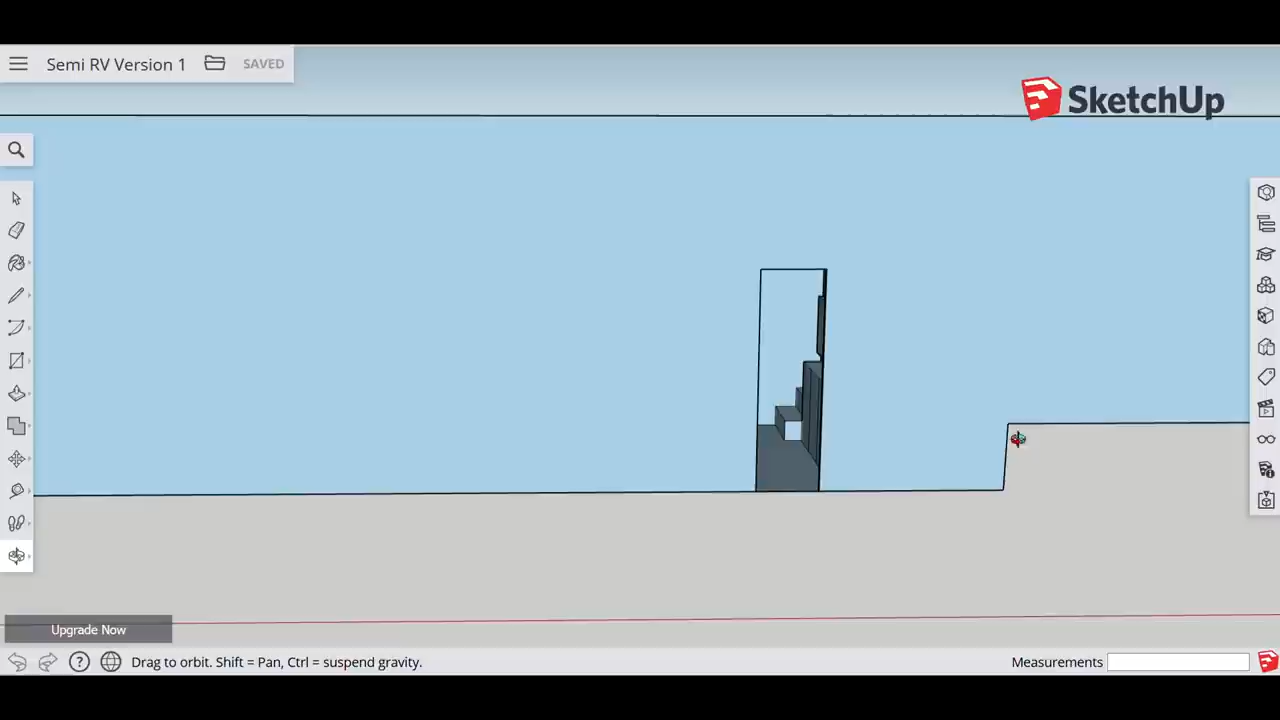 Semi RV Version 1
SAVED
SketchUp
Upgrade Now
Drag to orbit. Shift = Pan, Ctrl = suspend gravity.
Measurements